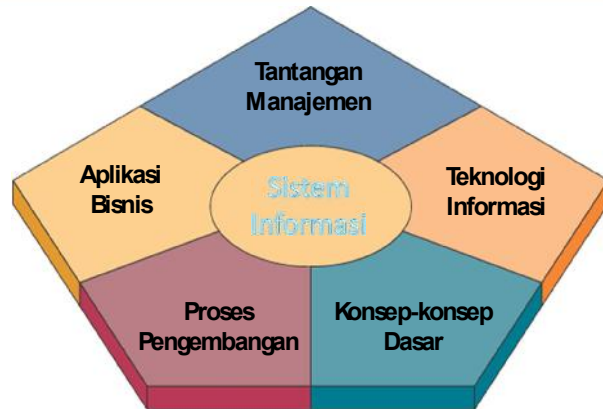 Tantangan
Manajemen
Aplikasi
Bisnis
Sistem
Informasi
Teknologi
Informasi
Proses
Pengembangan
Konsep-konsep
Dasar